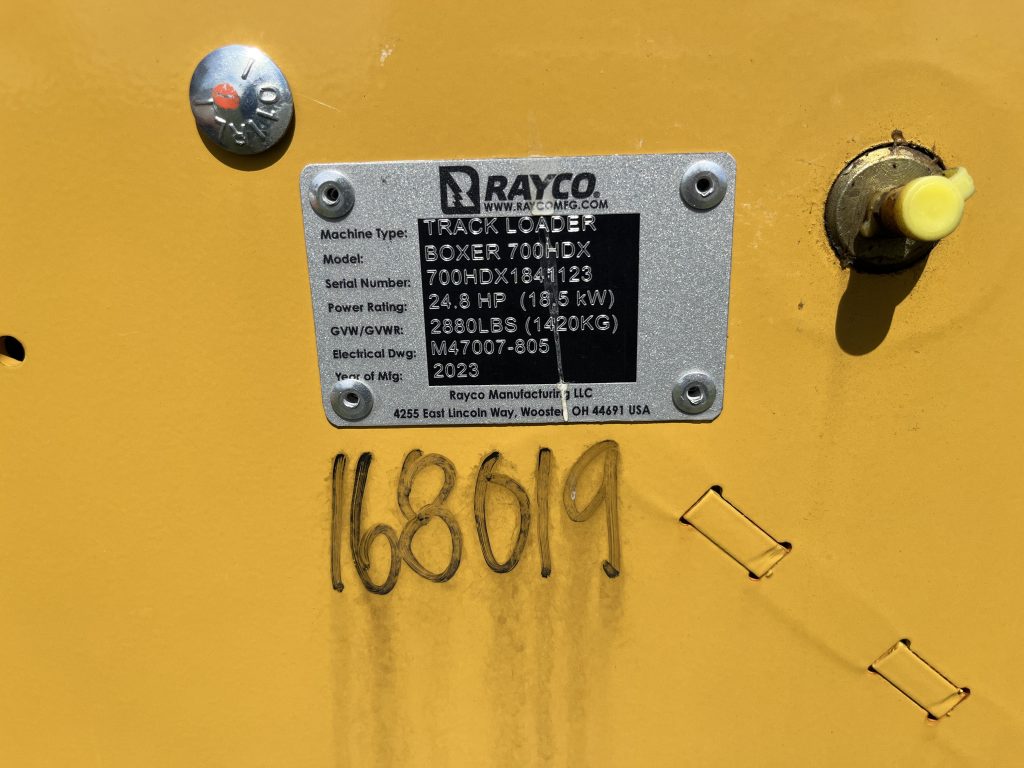 RAYCO®
WWW.RAYCOMFG.COM
Machine Type: TRACK LOADER
Model: BOXER 700HDX
Serial Number: 700HDX1841123
Power Rating: 24.8 HP (18.5 kW)
GVW/GVWR: 2880LBS (1420KG)
Electrical Dwg: M47007-805
Year of Mfg: 2023
Rayco Manufacturing LLC
4255 East Lincoln Way, Wooster, OH 44691 USA
168019